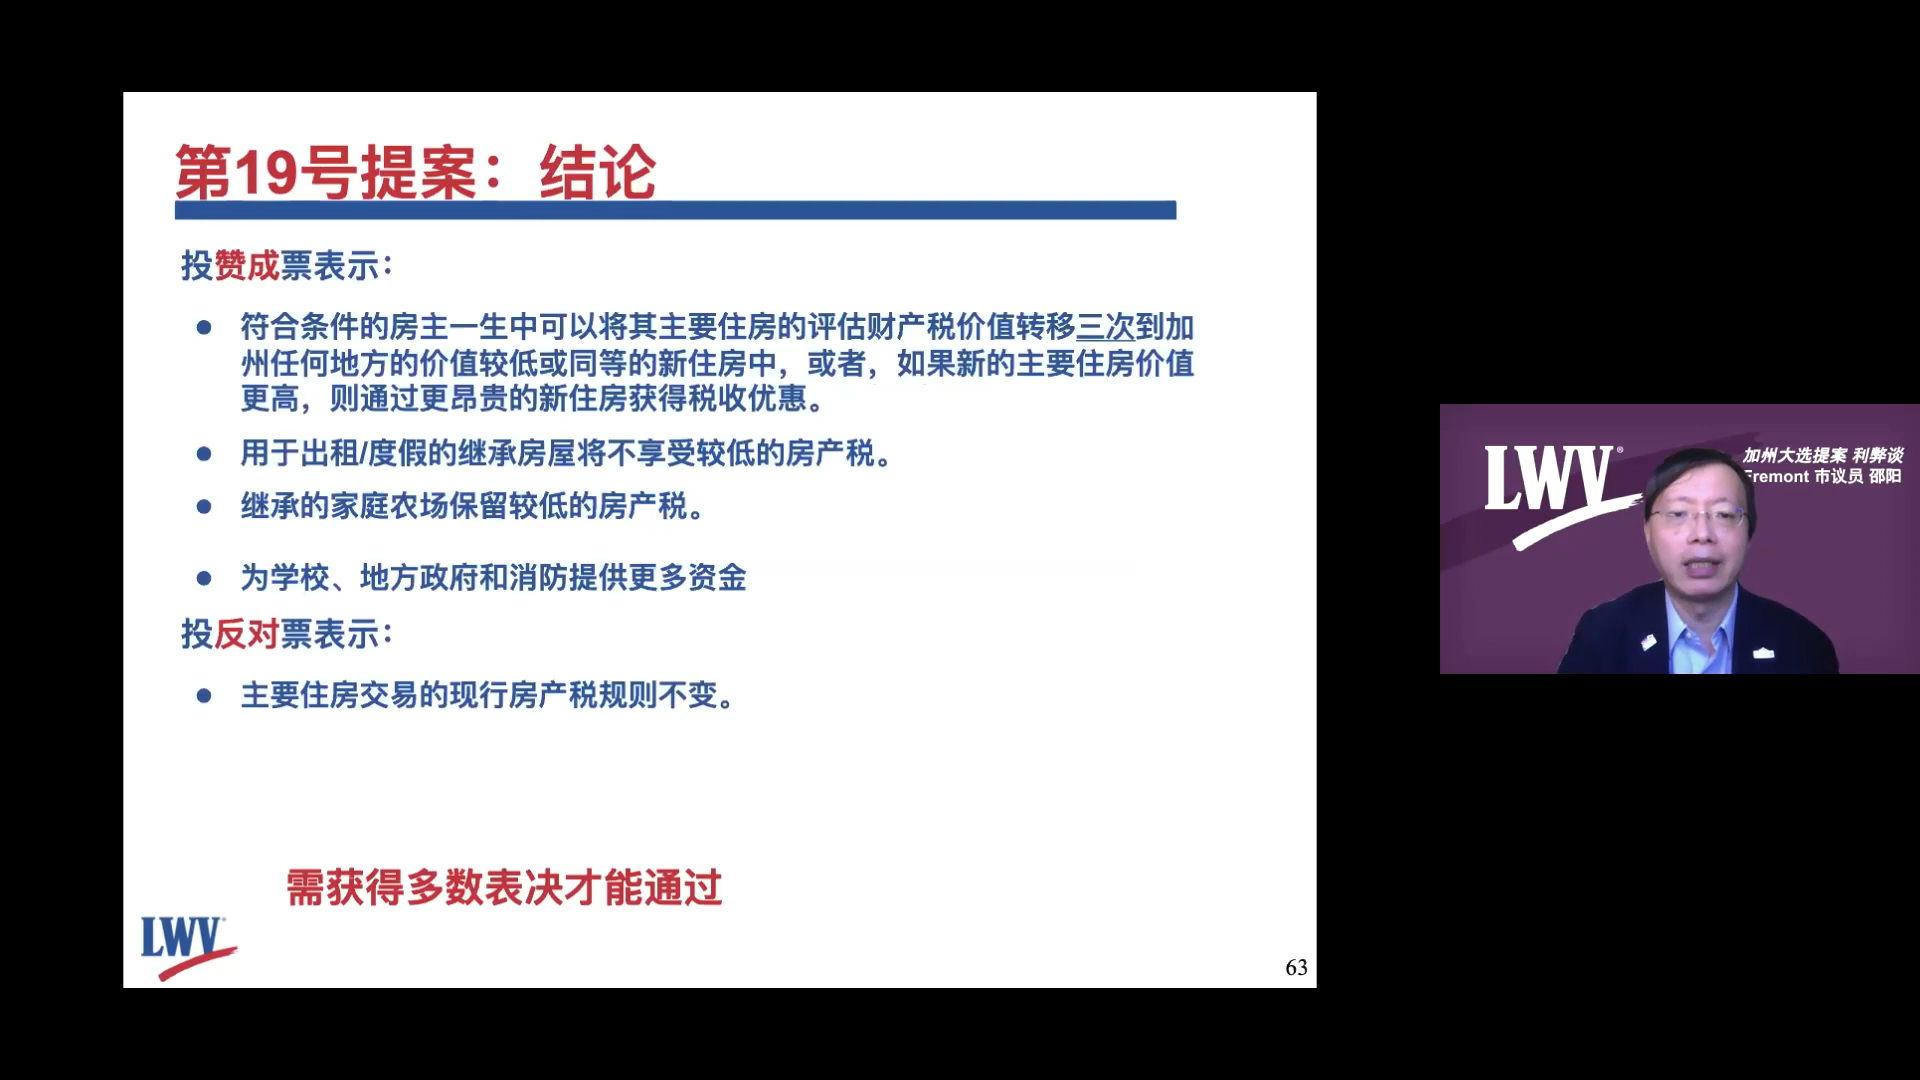 第19号提案：结论
投赞成票表示：
● 符合条件的房主一生中可以将其主要住房的评估财产税价值转移三次到加
州任何地方的价值较低或同等的新住房中，或者，如果新的主要住房价值
更高，则通过更昂贵的新住房获得税收优惠。
● 用于出租/度假的继承房屋将不享受较低的房产税。
● 继承的家庭农场保留较低的房产税。
● 为学校、地方政府和消防提供更多资金
投反对票表示：
● 主要住房交易的现行房产税规则不变。
需获得多数表决才能通过
LWV®
63
LWV®
加州大选提案 利弊谈
Fremont 市议员 邵阳